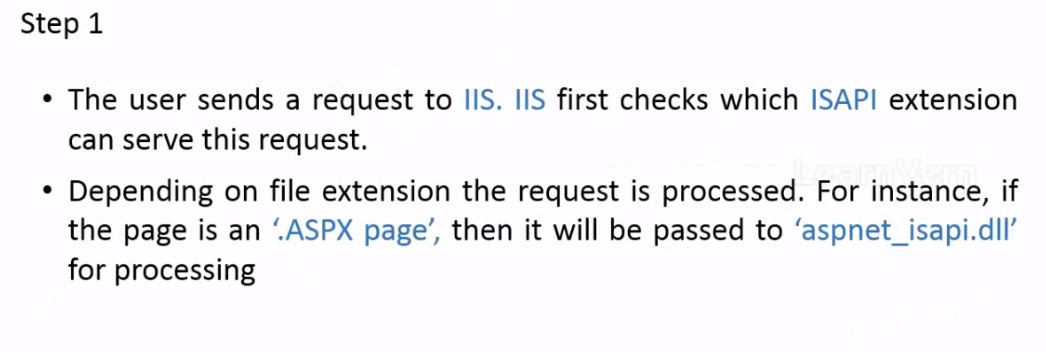 Step 1
• The user sends a request to IIS. IIS first checks which ISAPI extension
can serve this request.
LearnVern
• Depending on file extension the request is processed. For instance, if
the page is an ‘.ASPX page’, then it will be passed to ‘aspnet_isapi.dll’
for processing